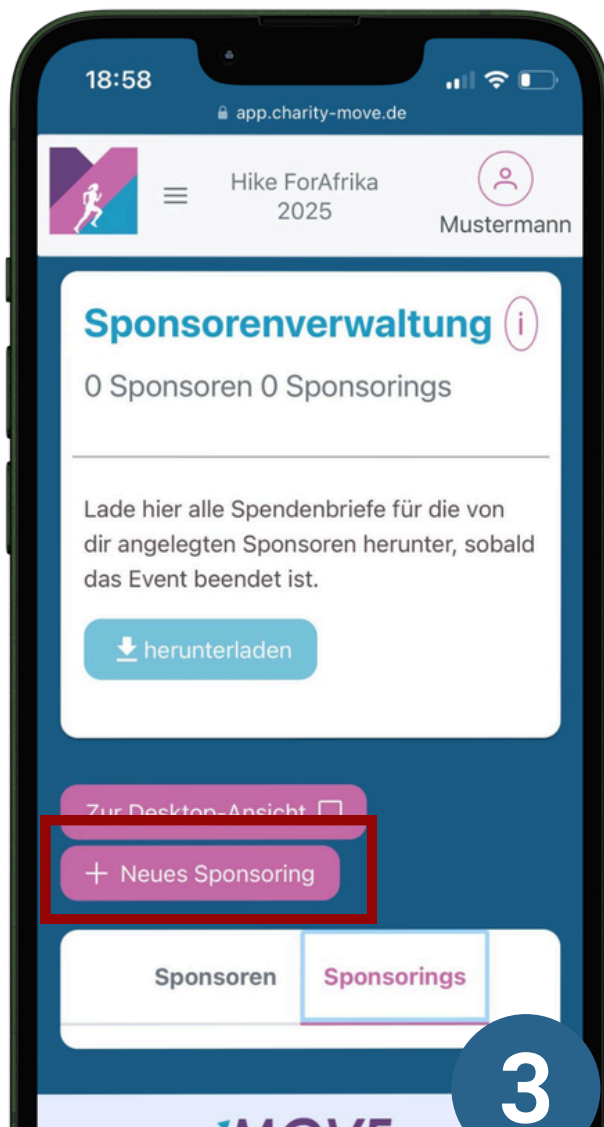 18:58
app.charity-move.de
Hike ForAfrika
2025
Mustermann
Sponsorenverwaltung i
0 Sponsoren 0 Sponsorings
Lade hier alle Spendenbriefe für die von
dir angelegten Sponsoren herunter, sobald
das Event beendet ist.
herunterladen
Zur Desktop-Ansicht
+ Neues Sponsoring
Sponsoren Sponsorings
3
MOVE